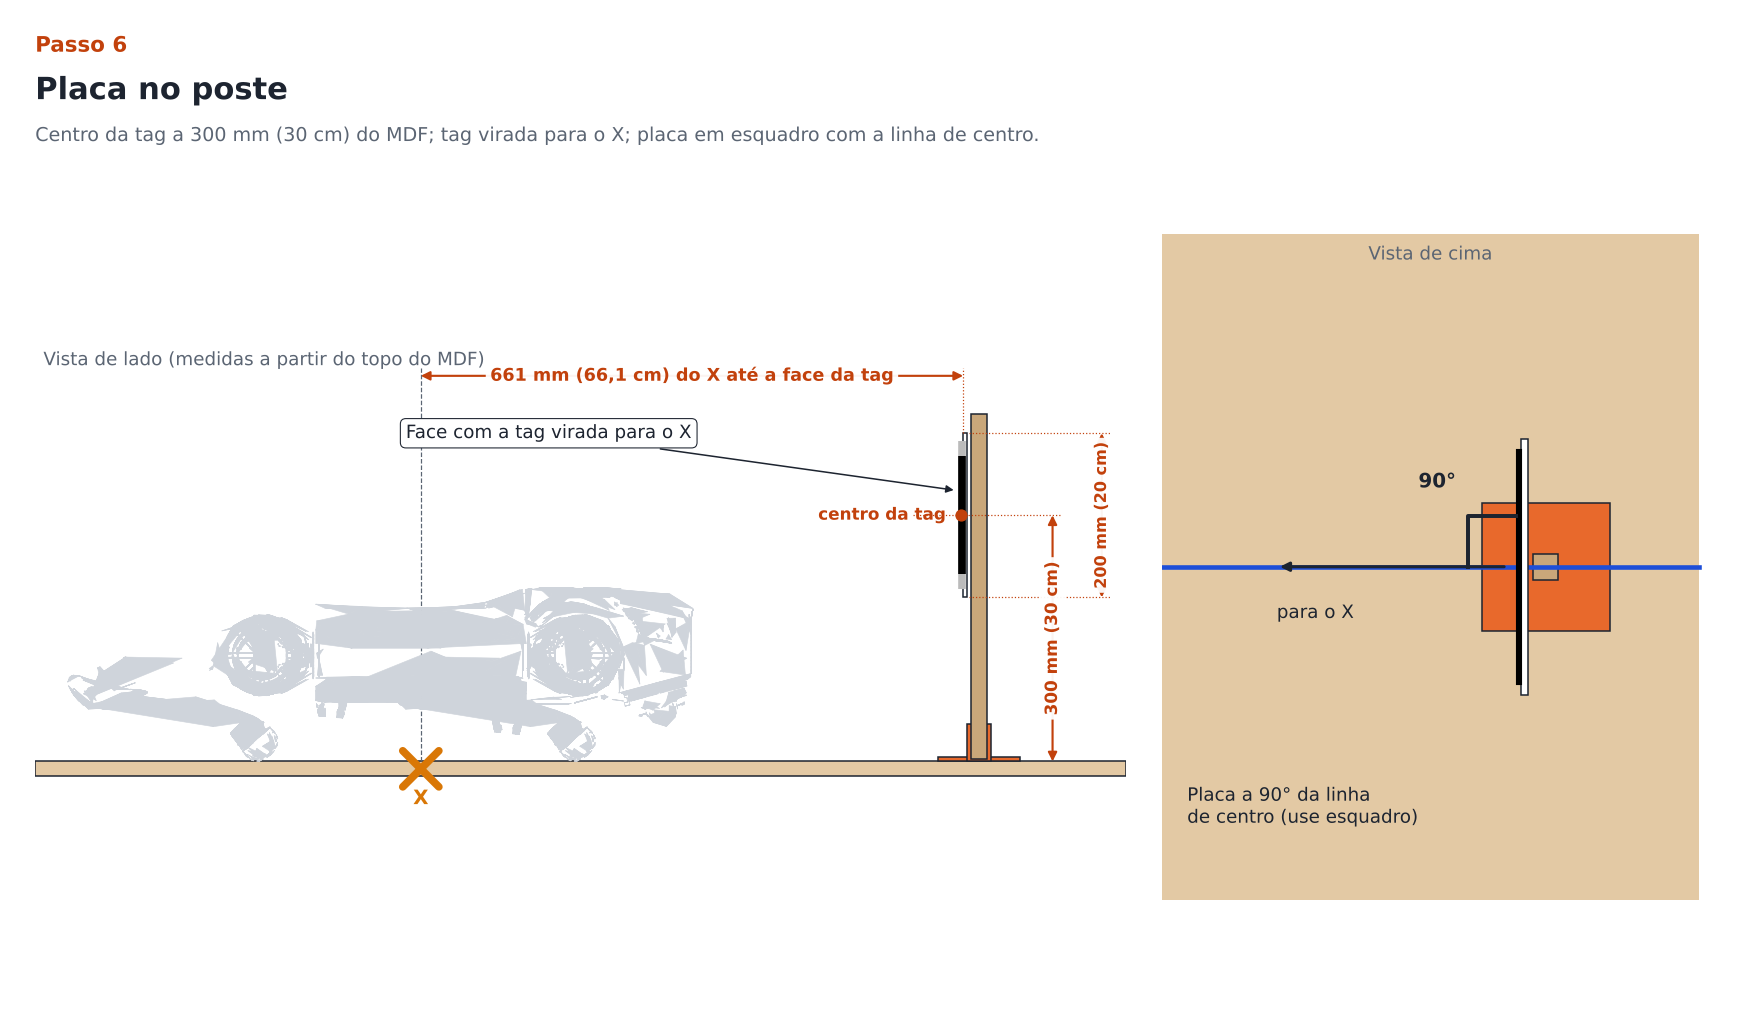 Passo 6
Placa no poste
Centro da tag a 300 mm (30 cm) do MDF; tag virada para o X; placa em esquadro com a linha de centro.
Vista de lado (medidas a partir do topo do MDF)
661 mm (66,1 cm) do X até a face da tag
Face com a tag virada para o X
centro da tag
200 mm (20 cm)
300 mm (30 cm)
X
Vista de cima
90°
para o X
Placa a 90° da linha
de centro (use esquadro)